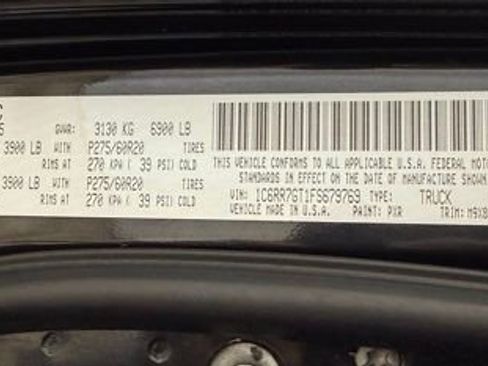 GVWR: 3130 KG 6900 LB
3900 LB WITH P275/60R20 TIRES
RIMS AT 270 KPA ( 39 PSI) COLD
3900 LB WITH P275/60R20 TIRES
RIMS AT 270 KPA ( 39 PSI) COLD
THIS VEHICLE CONFORMS TO ALL APPLICABLE U.S.A. FEDERAL
STANDARDS IN EFFECT ON THE DATE OF MANUFACTURE SHOWN
VIN: 1C6RR7GT1FS679769 TYPE: TRUCK
VEHICLE MADE IN U.S.A. PAINT: PXR TRIM: